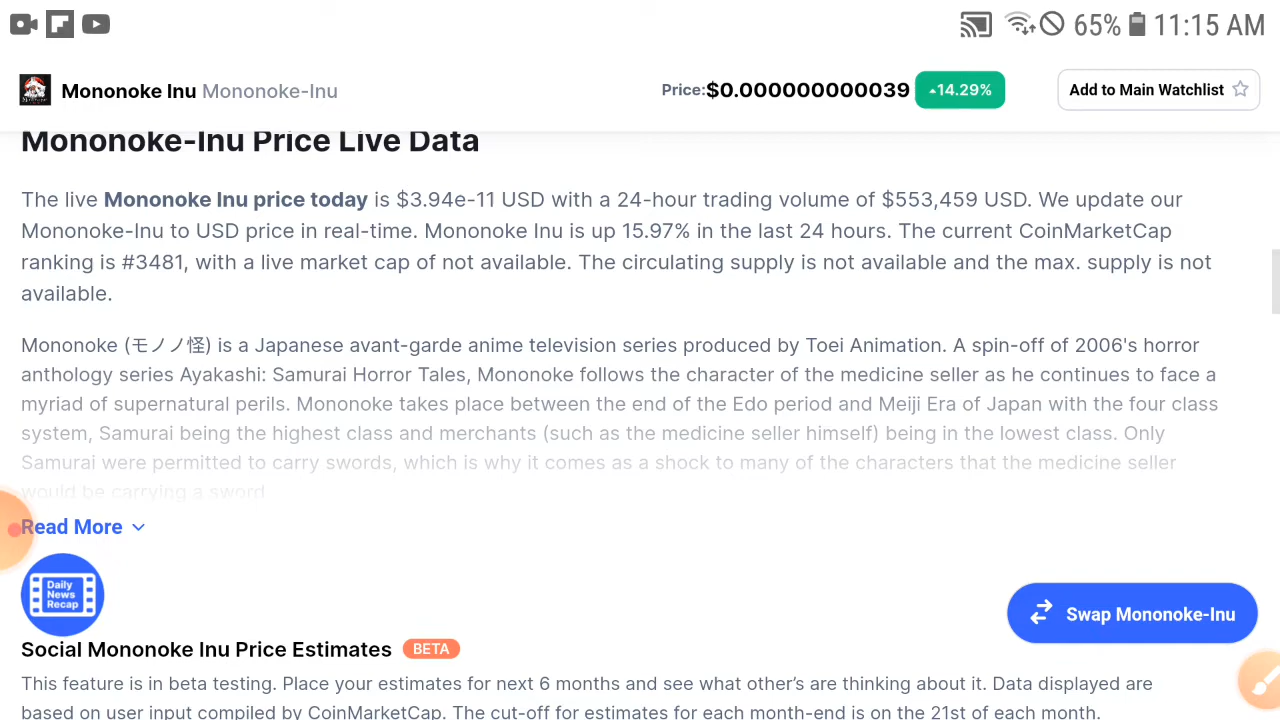 65% 11:15 AM
Mononoke Inu Mononoke-Inu Price:$0.000000000039 14.29% Add to Main Watchlist
Mononoke-Inu Price Live Data
The live Mononoke Inu price today is $3.94e-11 USD with a 24-hour trading volume of $553,459 USD. We update our
Mononoke-Inu to USD price in real-time. Mononoke Inu is up 15.97% in the last 24 hours. The current CoinMarketCap
ranking is #3481, with a live market cap of not available. The circulating supply is not available and the max. supply is not
available.
Mononoke (モノノ怪) is a Japanese avant-garde anime television series produced by Toei Animation. A spin-off of 2006's horror
anthology series Ayakashi: Samurai Horror Tales, Mononoke follows the character of the medicine seller as he continues to face a
myriad of supernatural perils. Mononoke takes place between the end of the Edo period and Meiji Era of Japan with the four class
system, Samurai being the highest class and merchants (such as the medicine seller himself) being in the lowest class. Only
Samurai were permitted to carry swords, which is why it comes as a shock to many of the characters that the medicine seller
would be carrying a sword
Read More
Daily
News
Recap
Swap Mononoke-Inu
Social Mononoke Inu Price Estimates BETA
This feature is in beta testing. Place your estimates for next 6 months and see what other's are thinking about it. Data displayed are
based on user input compiled by CoinMarketCap. The cut-off for estimates for each month-end is on the 21st of each month.